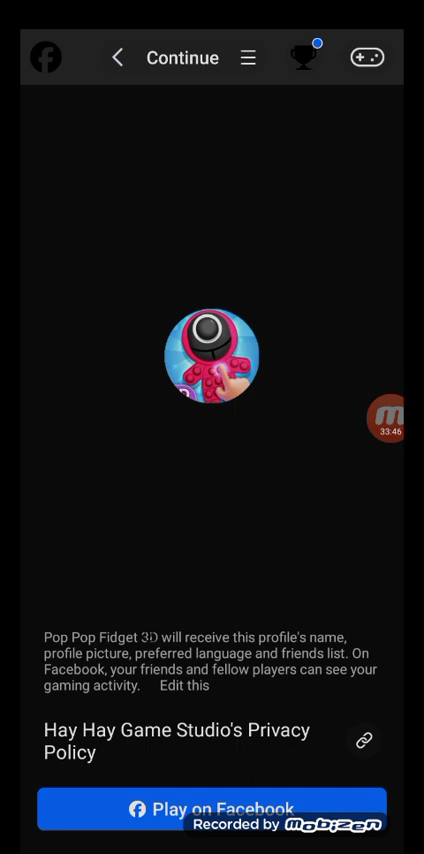 Continue
33:46
Pop Pop Fidget 3D will receive this profile's name,
profile picture, preferred language and friends list. On
Facebook, your friends and fellow players can see your
gaming activity. Edit this
Hay Hay Game Studio's Privacy
Policy
Play on Facebook
Recorded by mobizen